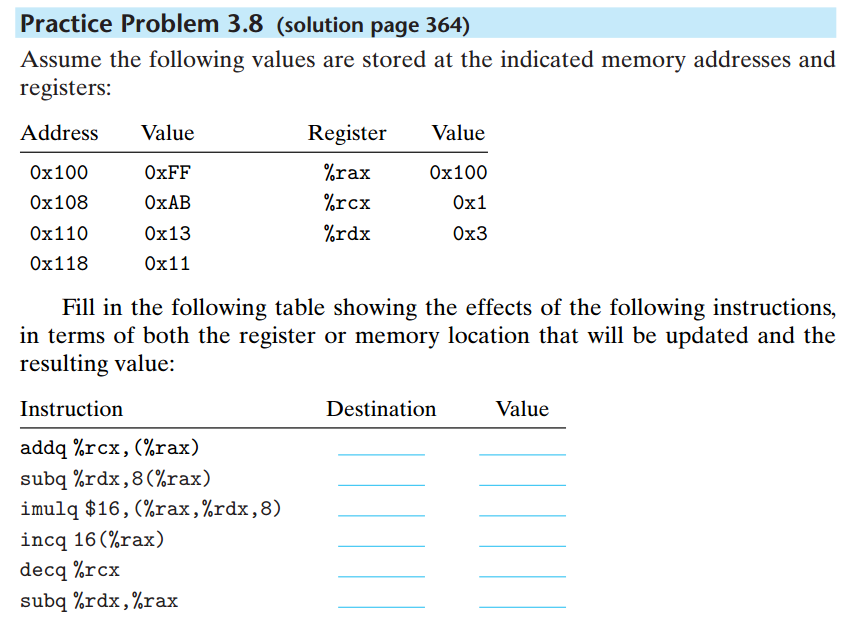 Practice Problem 3.8 (solution page 364)
Assume the following values are stored at the indicated memory addresses and
registers:
Address Value Register Value
0x100 0xFF %rax 0x100
0x108 0xAB %rcx 0x1
0x110 0x13 %rdx 0x3
0x118 0x11
Fill in the following table showing the effects of the following instructions,
in terms of both the register or memory location that will be updated and the
resulting value:
Instruction Destination Value
addq %rcx,(%rax)
subq %rdx,8(%rax)
imulq $16,(%rax,%rdx,8)
incq 16(%rax)
decq %rcx
subq %rdx,%rax